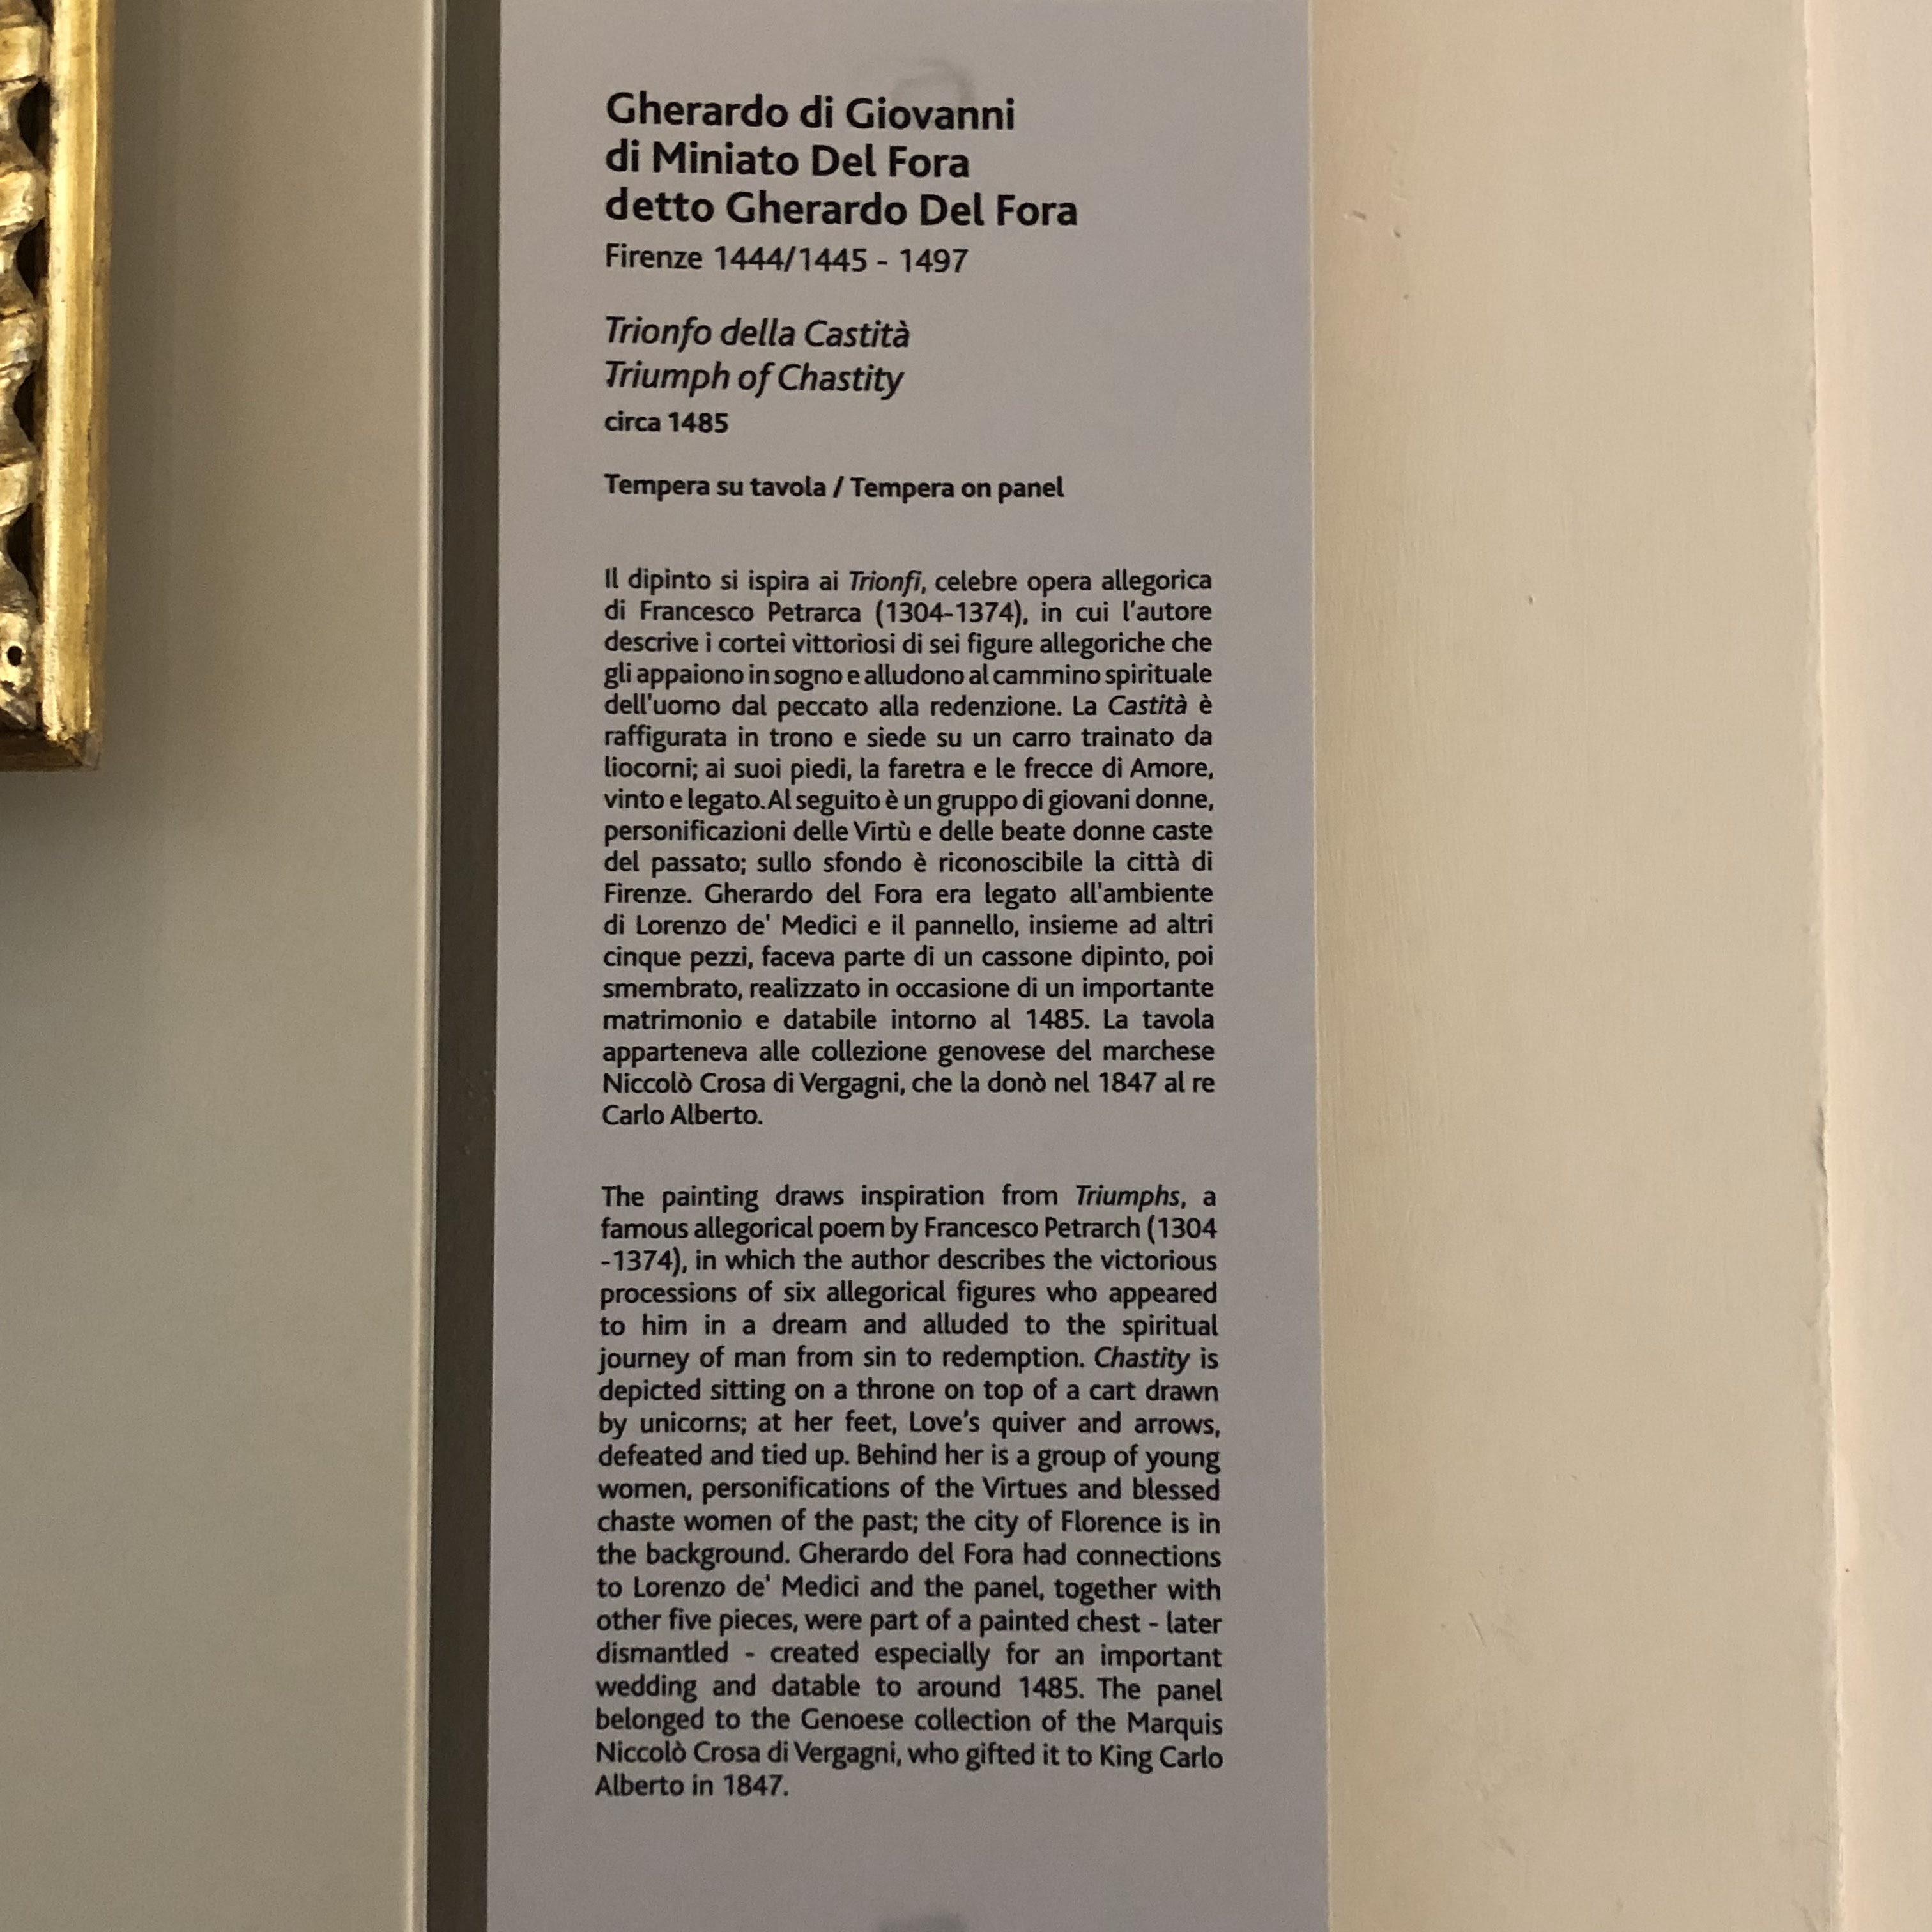 Gherardo di Giovanni
di Miniato Del Fora
detto Gherardo Del Fora
Firenze 1444/1445 - 1497
Trionfo della Castità
Triumph of Chastity
circa 1485
Tempera su tavola / Tempera on panel
Il dipinto si ispira ai Trionfi, celebre opera allegorica
di Francesco Petrarca (1304-1374), in cui l'autore
descrive i cortei vittoriosi di sei figure allegoriche che
gli appaiono in sogno e alludono al cammino spirituale
dell'uomo dal peccato alla redenzione. La Castità è
raffigurata in trono e siede su un carro trainato da
liocorni; ai suoi piedi, la faretra e le frecce di Amore,
vinto e legato. Al seguito è un gruppo di giovani donne,
personificazioni delle Virtù e delle beate donne caste
del passato; sullo sfondo è riconoscibile la città di
Firenze. Gherardo del Fora era legato all'ambiente
di Lorenzo de' Medici e il pannello, insieme ad altri
cinque pezzi, faceva parte di un cassone dipinto, poi
smembrato, realizzato in occasione di un importante
matrimonio e databile intorno al 1485. La tavola
apparteneva alle collezione genovese del marchese
Niccolò Crosa di Vergagni, che la donò nel 1847 al re
Carlo Alberto.
The painting draws inspiration from Triumphs, a
famous allegorical poem by Francesco Petrarch (1304
-1374), in which the author describes the victorious
processions of six allegorical figures who appeared
to him in a dream and alluded to the spiritual
journey of man from sin to redemption. Chastity is
depicted sitting on a throne on top of a cart drawn
by unicorns; at her feet, Love's quiver and arrows,
defeated and tied up. Behind her is a group of young
women, personifications of the Virtues and blessed
chaste women of the past; the city of Florence is in
the background. Gherardo del Fora had connections
to Lorenzo de' Medici and the panel, together with
other five pieces, were part of a painted chest - later
dismantled - created especially for an important
wedding and datable to around 1485. The panel
belonged to the Genoese collection of the Marquis
Niccolò Crosa di Vergagni, who gifted it to King Carlo
Alberto in 1847.